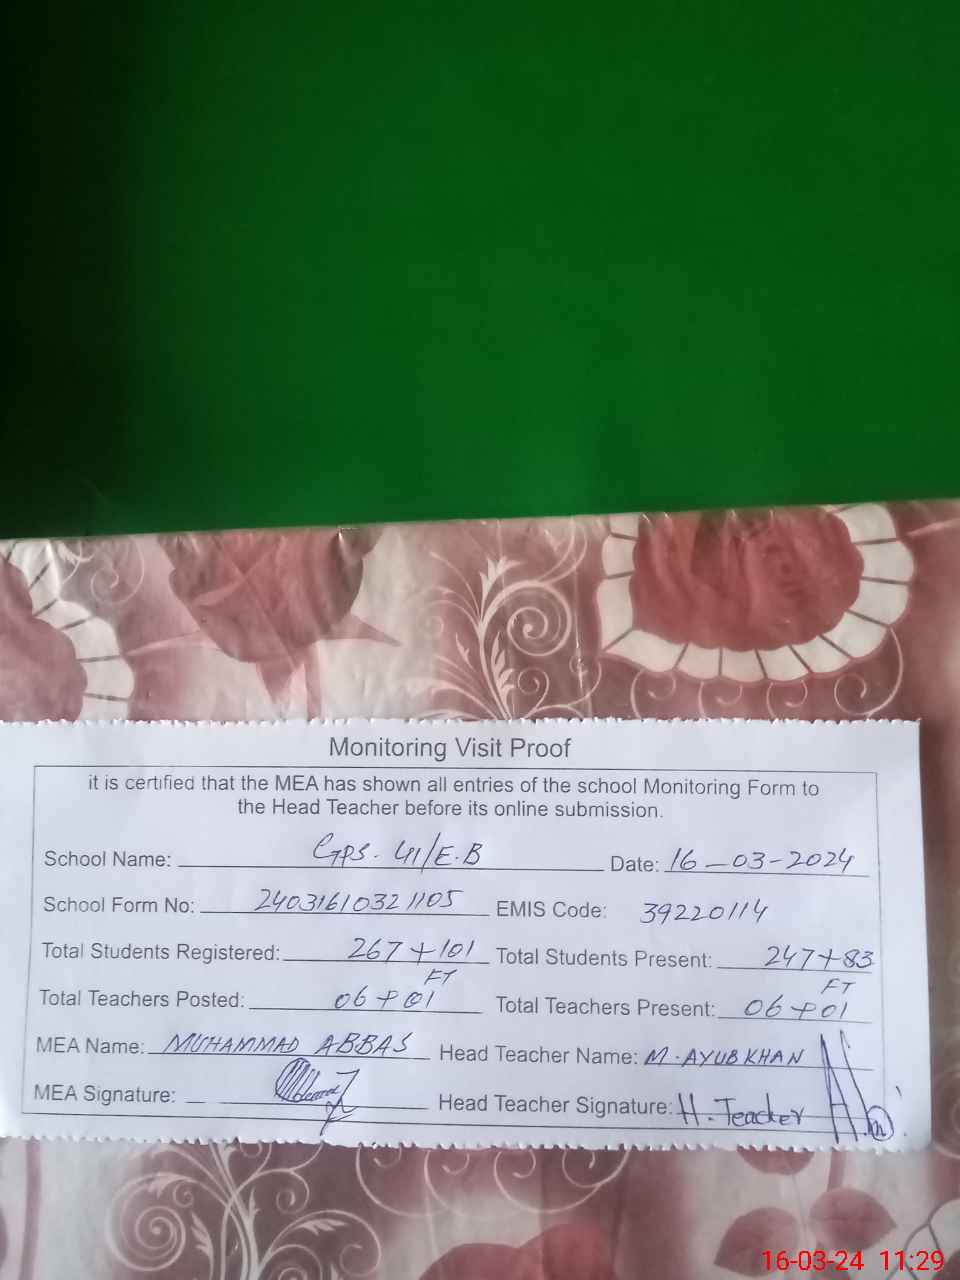 Monitoring Visit Proof
it is certified that the MEA has shown all entries of the school Monitoring Form to
the Head Teacher before its online submission.
School Name: GPS. 41/E.B Date: 16-03-2024
School Form No: 24031610321105 EMIS Code: 39220114
Total Students Registered: 267+101 Total Students Present: 247+83
FT FT
Total Teachers Posted: 06+01 Total Teachers Present: 06+01
MEA Name: MUHAMMAD ABBAS Head Teacher Name: M. AYUB KHAN
MEA Signature: Head Teacher Signature: H. Teacher
16-03-24 11:29